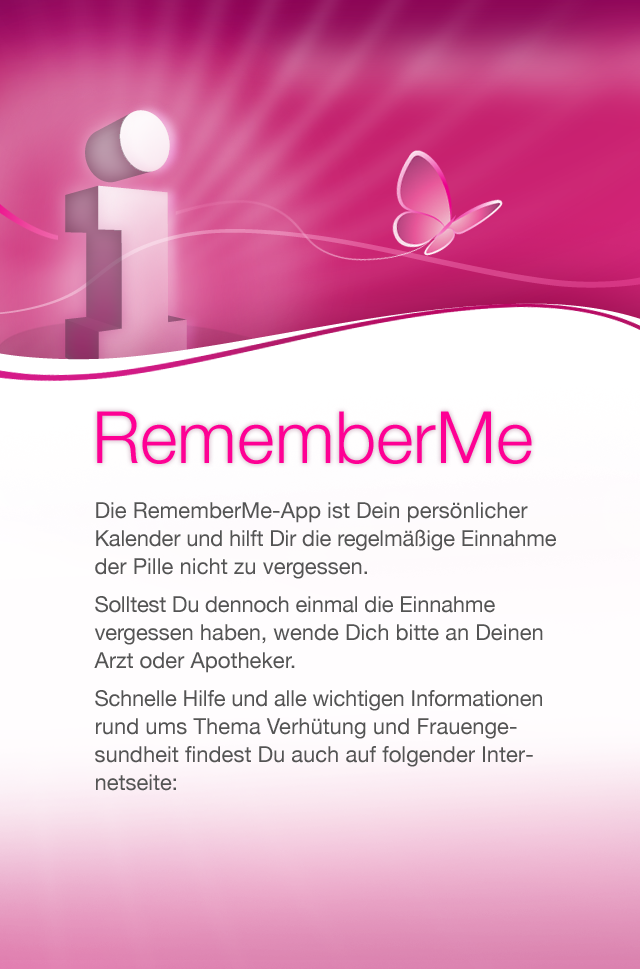 RememberMe
Die RememberMe-App ist Dein persönlicher
Kalender und hilft Dir die regelmäßige Einnahme
der Pille nicht zu vergessen.
Solltest Du dennoch einmal die Einnahme
vergessen haben, wende Dich bitte an Deinen
Arzt oder Apotheker.
Schnelle Hilfe und alle wichtigen Informationen
rund ums Thema Verhütung und Frauenge-
sundheit findest Du auch auf folgender Inter-
netseite: